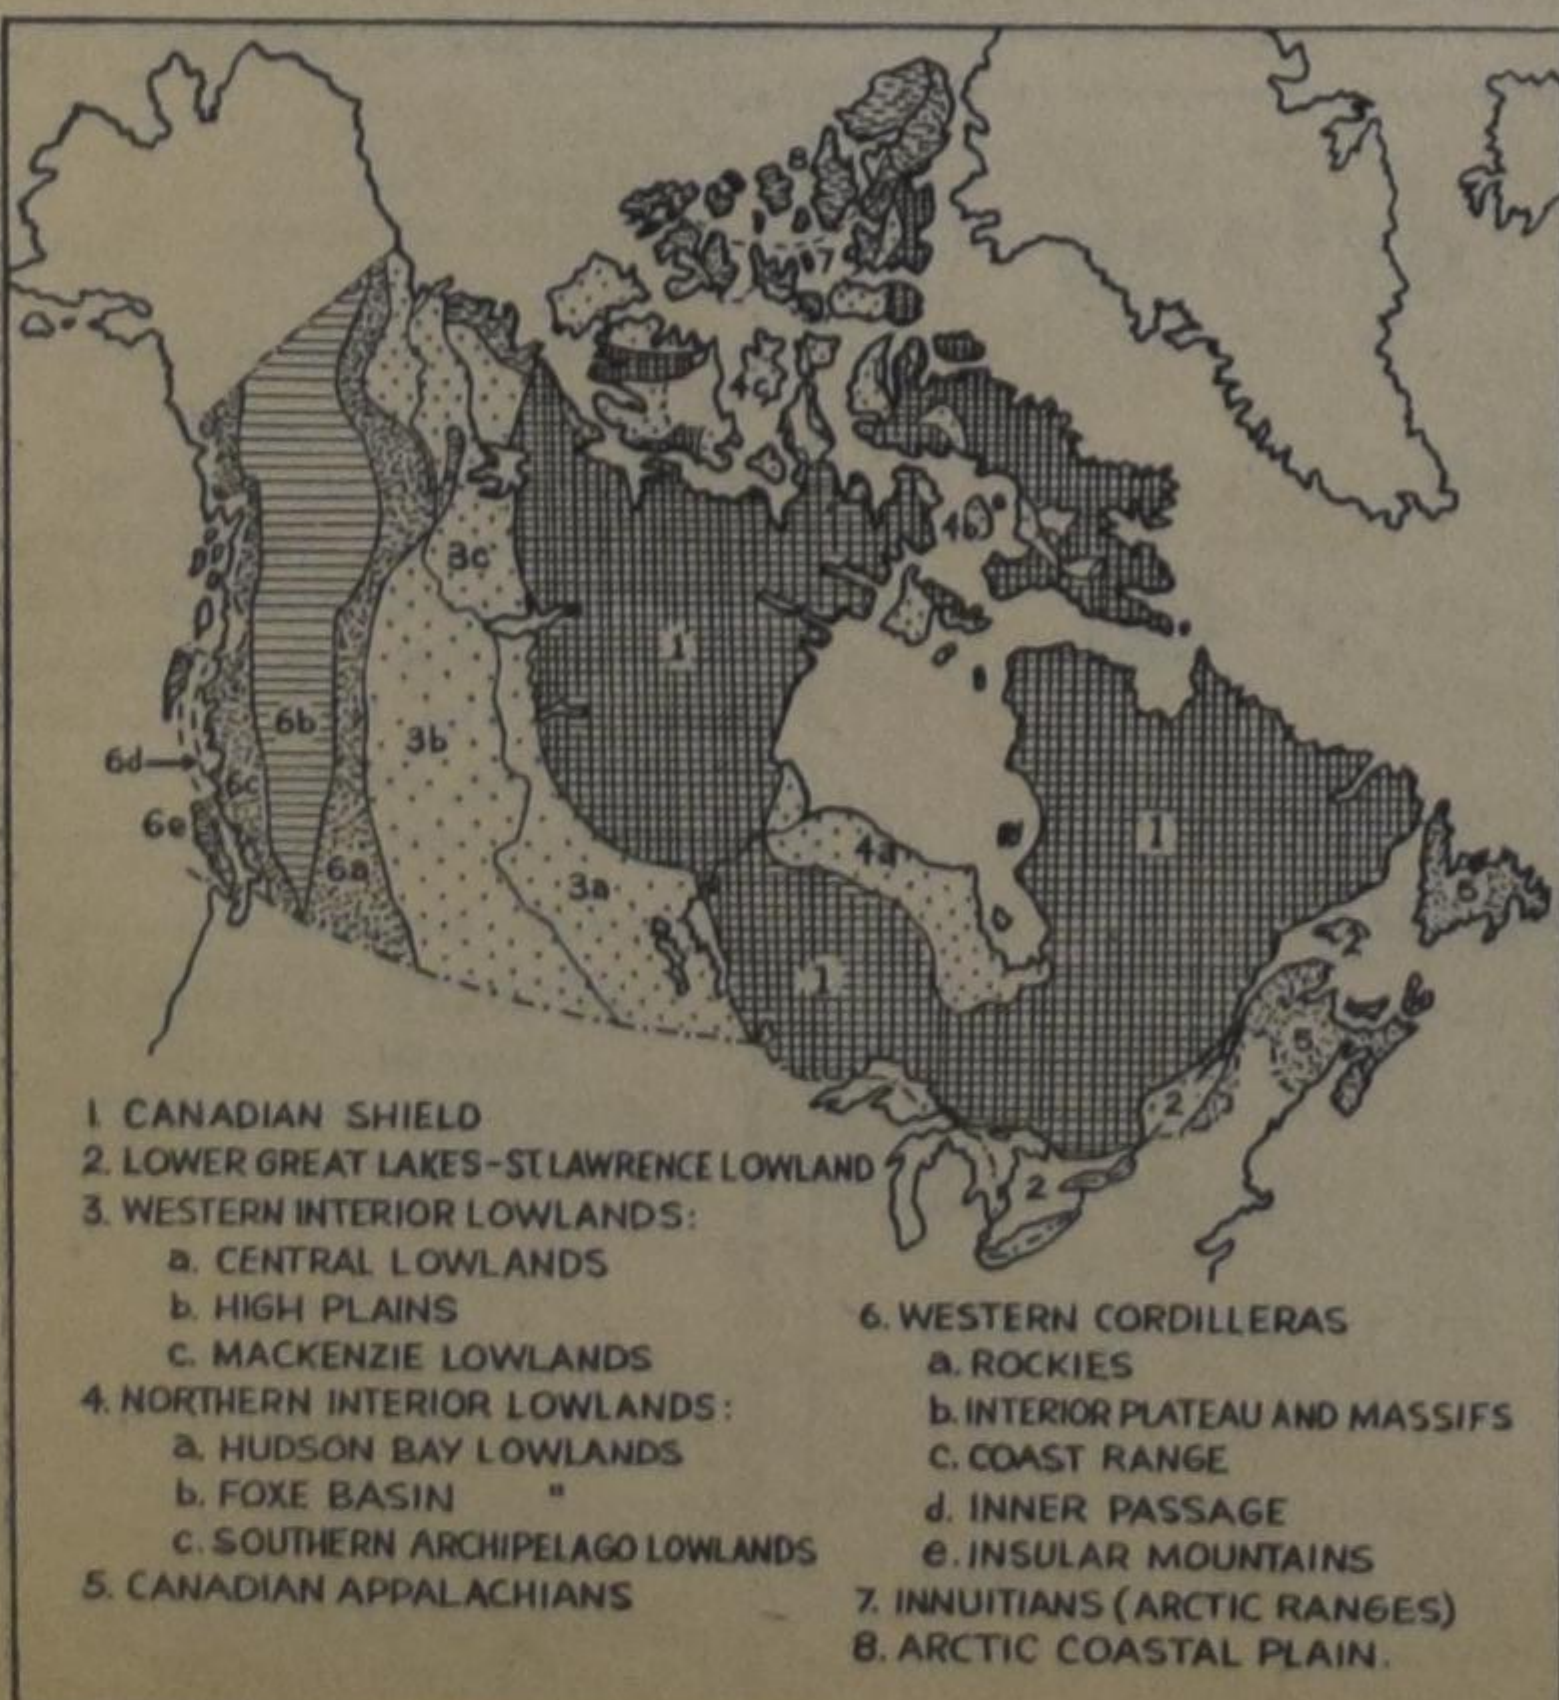 8
7
4c
4b
3c
1
6b
3b
6d
6c
6e
1
4a
6a
3a
5
1
5
2
2
1. CANADIAN SHIELD
2. LOWER GREAT LAKES-ST. LAWRENCE LOWLAND
3. WESTERN INTERIOR LOWLANDS:
a. CENTRAL LOWLANDS
b. HIGH PLAINS
c. MACKENZIE LOWLANDS
4. NORTHERN INTERIOR LOWLANDS:
a. HUDSON BAY LOWLANDS
b. FOXE BASIN "
c. SOUTHERN ARCHIPELAGO LOWLANDS
5. CANADIAN APPALACHIANS
6. WESTERN CORDILLERAS
a. ROCKIES
b. INTERIOR PLATEAU AND MASSIFS
c. COAST RANGE
d. INNER PASSAGE
e. INSULAR MOUNTAINS
7. INNUITIANS (ARCTIC RANGES)
8. ARCTIC COASTAL PLAIN.